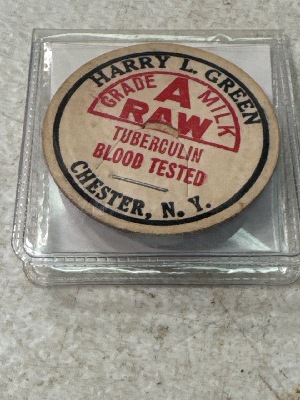 HARRY L. GREEN
GRADE A MILK
RAW
TUBERCULIN
BLOOD TESTED
CHESTER, N. Y.